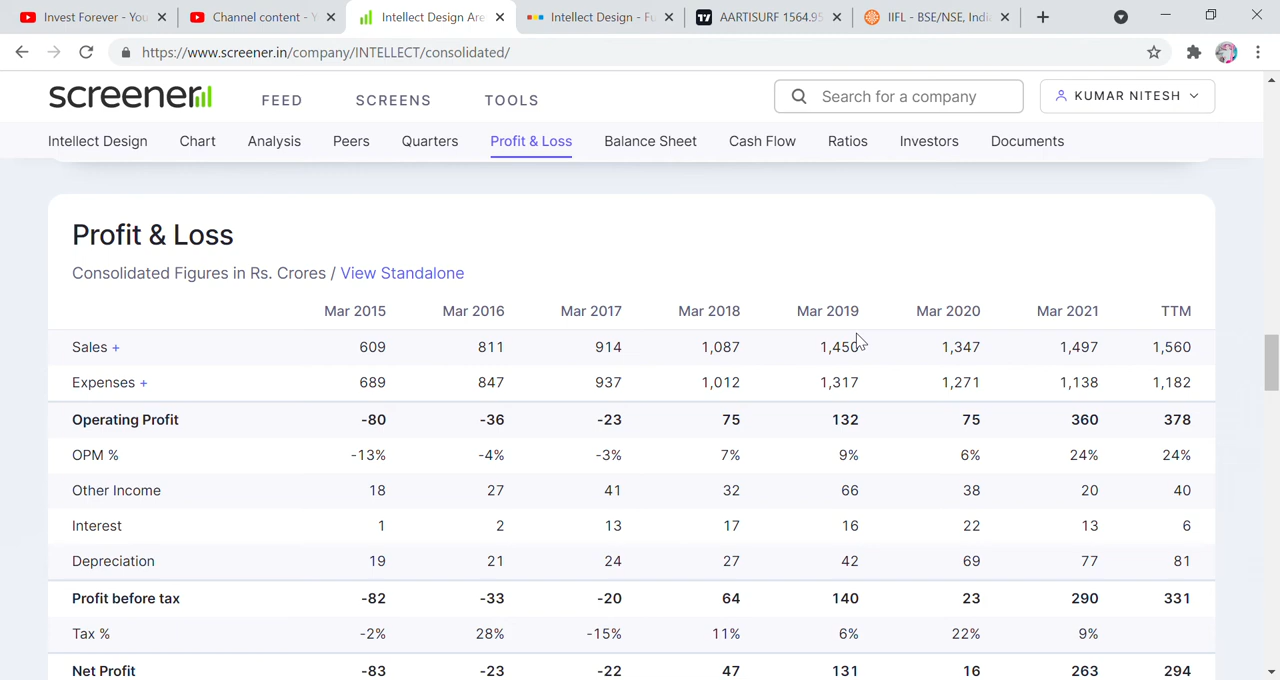 Invest Forever - You
Channel content - Y
Intellect Design Are
Intellect Design - Fu
AARTISURF 1564.95
IIFL - BSE/NSE, Indi
https://www.screener.in/company/INTELLECT/consolidated/
screener
FEED SCREENS TOOLS
Search for a company
KUMAR NITESH
Intellect Design Chart Analysis Peers Quarters Profit & Loss Balance Sheet Cash Flow Ratios Investors Documents
Profit & Loss
Consolidated Figures in Rs. Crores / View Standalone
Mar 2015 Mar 2016 Mar 2017 Mar 2018 Mar 2019 Mar 2020 Mar 2021 TTM
Sales + 609 811 914 1,087 1,450 1,347 1,497 1,560
Expenses + 689 847 937 1,012 1,317 1,271 1,138 1,182
Operating Profit -80 -36 -23 75 132 75 360 378
OPM % -13% -4% -3% 7% 9% 6% 24% 24%
Other Income 18 27 41 32 66 38 20 40
Interest 1 2 13 17 16 22 13 6
Depreciation 19 21 24 27 42 69 77 81
Profit before tax -82 -33 -20 64 140 23 290 331
Tax % -2% 28% -15% 11% 6% 22% 9%
Net Profit -83 -23 -22 47 131 16 263 294